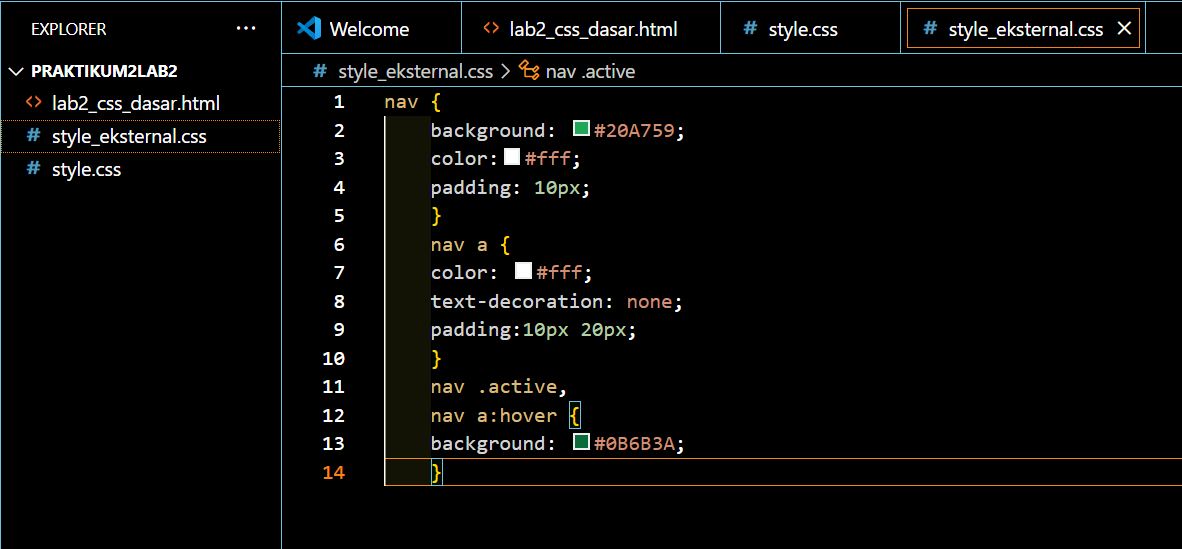 EXPLORER ...
PRAKTIKUM2LAB2
<> lab2_css_dasar.html
# style_eksternal.css
# style.css
Welcome
<> lab2_css_dasar.html
# style.css
# style_eksternal.css
# style_eksternal.css > nav .active
1 nav {
2 background: #20A759;
3 color: #fff;
4 padding: 10px;
5 }
6 nav a {
7 color: #fff;
8 text-decoration: none;
9 padding:10px 20px;
10 }
11 nav .active,
12 nav a:hover {
13 background: #0B6B3A;
14 }